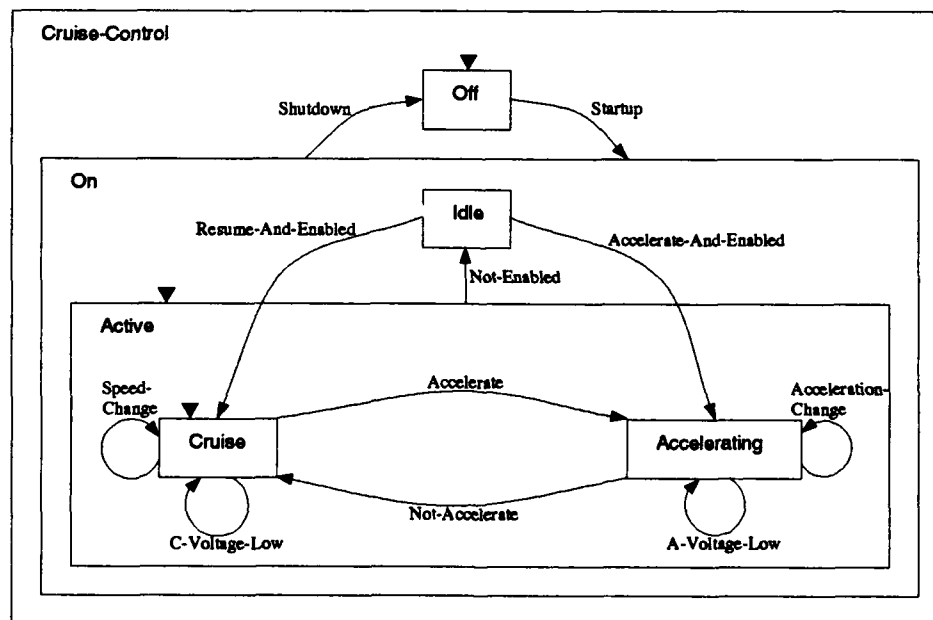 Cruise-Control
Off
Shutdown
Startup
On
Idle
Resume-And-Enabled
Accelerate-And-Enabled
Not-Enabled
Active
Speed-
Change
Accelerate
Acceleration-
Change
Cruise
Accelerating
Not-Accelerate
C-Voltage-Low
A-Voltage-Low